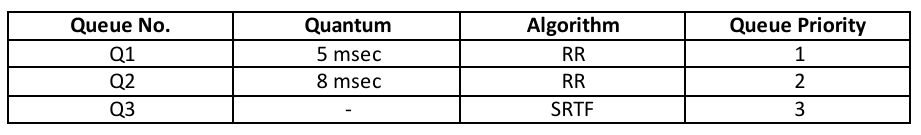 Queue No. Quantum Algorithm Queue Priority
Q1 5 msec RR 1
Q2 8 msec RR 2
Q3 - SRTF 3